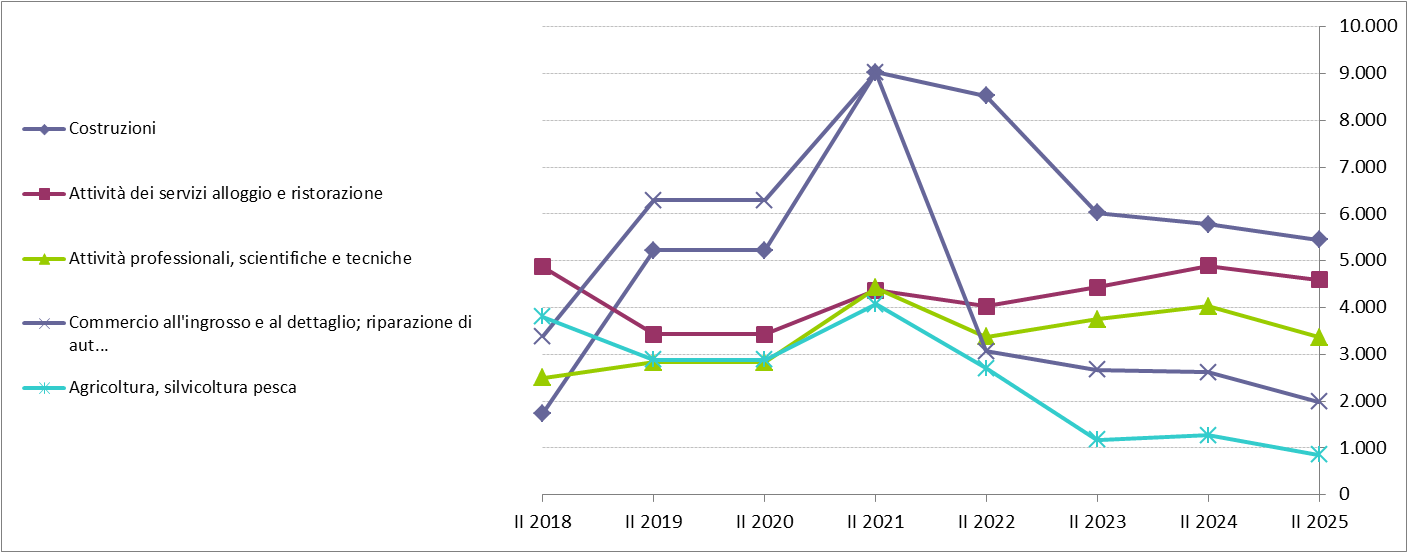 Costruzioni
Attività dei servizi alloggio e ristorazione
Attività professionali, scientifiche e tecniche
Commercio all'ingrosso e al dettaglio; riparazione di
aut...
Agricoltura, silvicoltura pesca
10.000
9.000
8.000
7.000
6.000
5.000
4.000
3.000
2.000
1.000
0
II 2018 II 2019 II 2020 II 2021 II 2022 II 2023 II 2024 II 2025